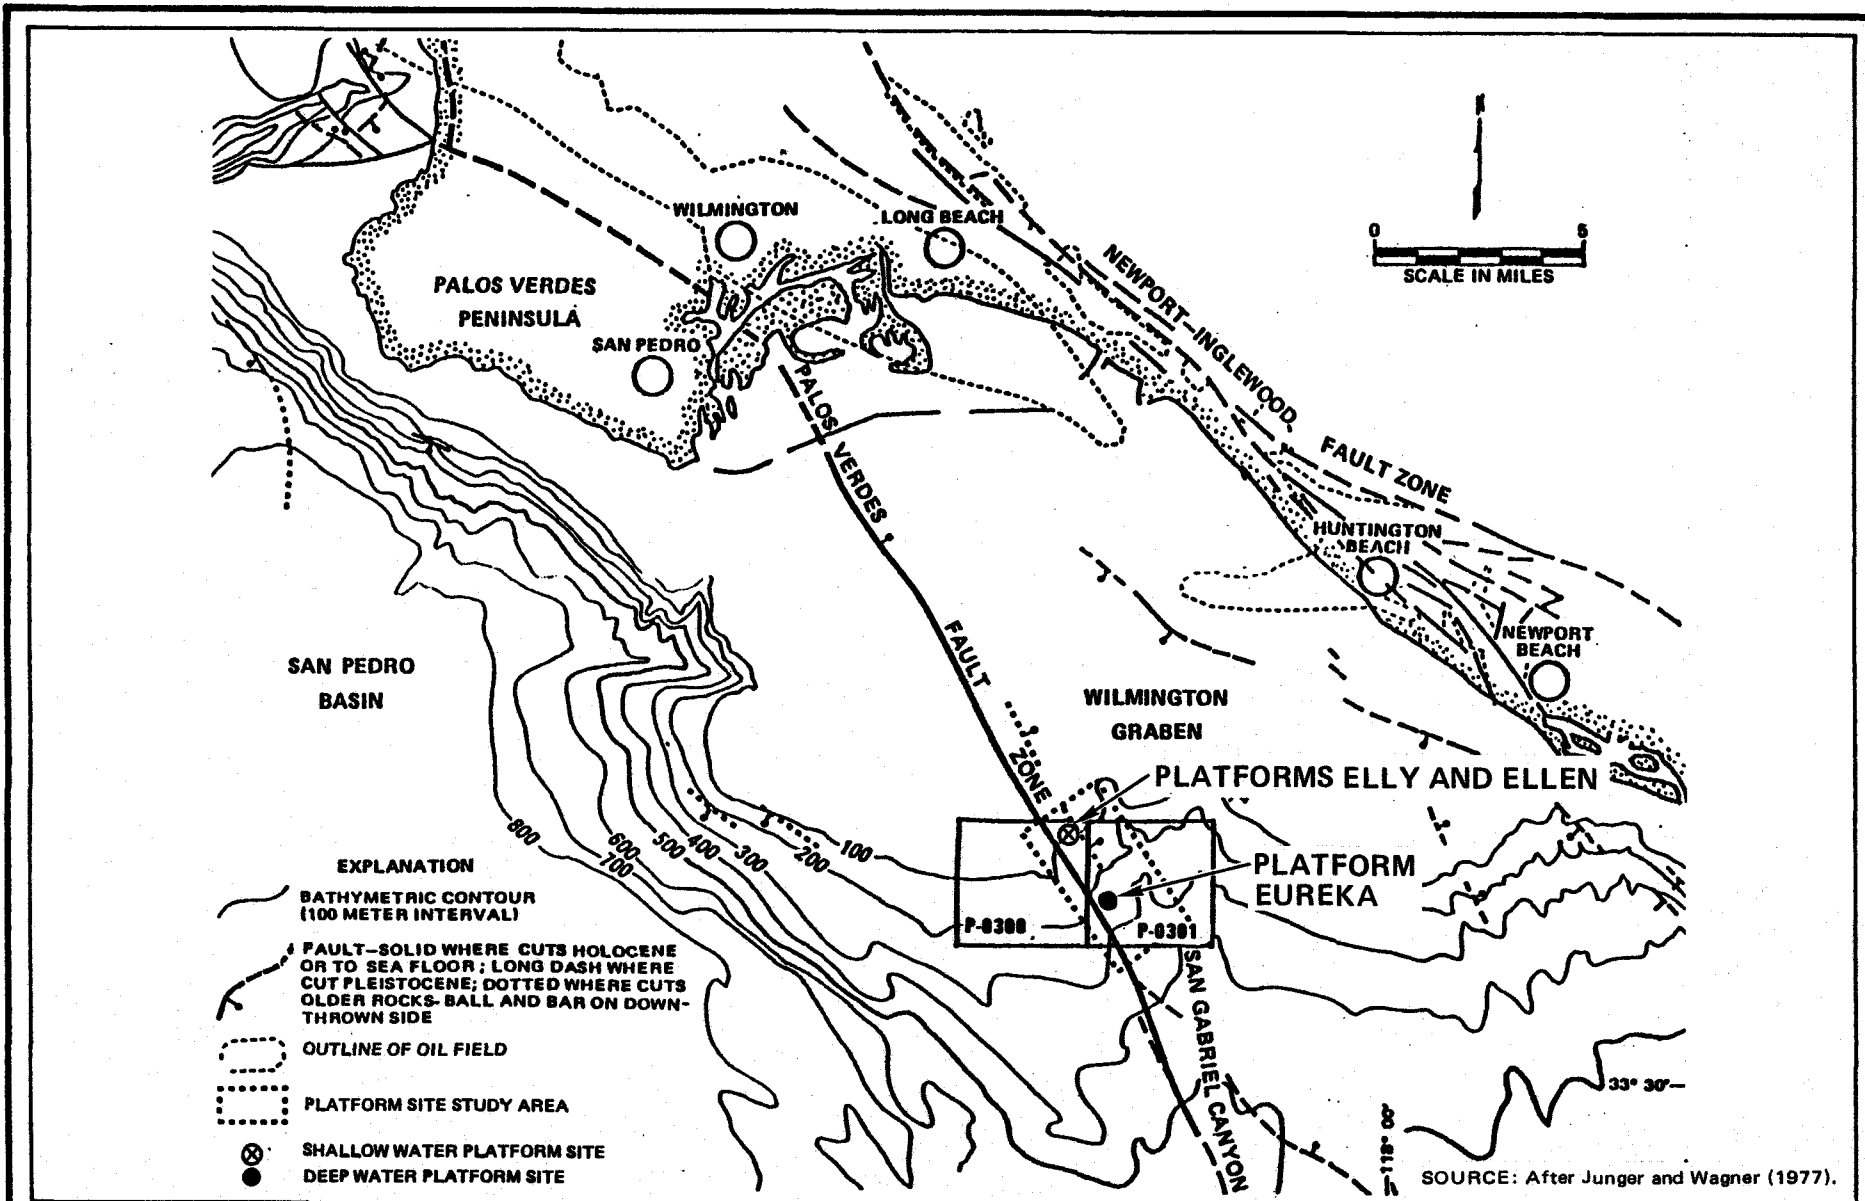 N
0 5
SCALE IN MILES
WILMINGTON
LONG BEACH
NEWPORT-INGLEWOOD
FAULT ZONE
PALOS VERDES
PENINSULA
SAN PEDRO
PALOS VERDES
FAULT
ZONE
HUNTINGTON
BEACH
NEWPORT
BEACH
SAN PEDRO
BASIN
WILMINGTON
GRABEN
PLATFORMS ELLY AND ELLEN
PLATFORM
EUREKA
800
700
600
500
400
300
200
100
P-0300
P-0301
SAN GABRIEL CANYON
33° 30'
118° 00'
EXPLANATION
BATHYMETRIC CONTOUR
(100 METER INTERVAL)
FAULT—SOLID WHERE CUTS HOLOCENE
OR TO SEA FLOOR; LONG DASH WHERE
CUT PLEISTOCENE; DOTTED WHERE CUTS
OLDER ROCKS-BALL AND BAR ON DOWN-
THROWN SIDE
OUTLINE OF OIL FIELD
PLATFORM SITE STUDY AREA
SHALLOW WATER PLATFORM SITE
DEEP WATER PLATFORM SITE
SOURCE: After Junger and Wagner (1977).